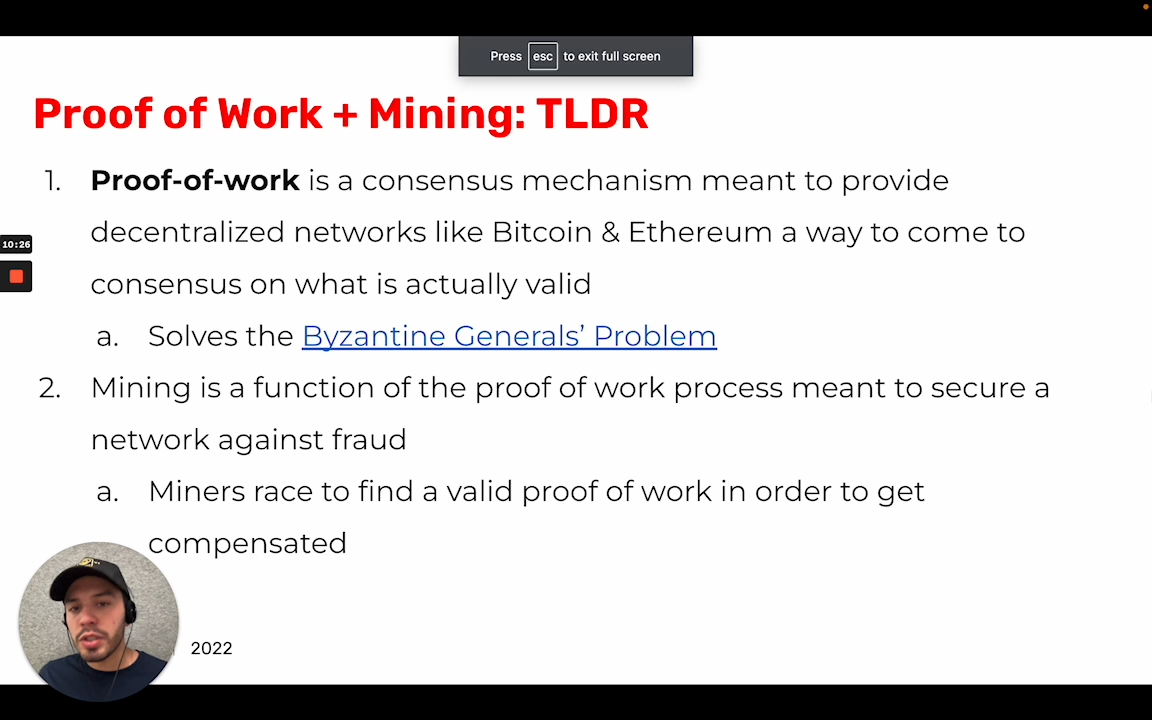 Press esc to exit full screen
Proof of Work + Mining: TLDR
1. Proof-of-work is a consensus mechanism meant to provide
decentralized networks like Bitcoin & Ethereum a way to come to
10:26
consensus on what is actually valid
a. Solves the Byzantine Generals’ Problem
2. Mining is a function of the proof of work process meant to secure a
network against fraud
a. Miners race to find a valid proof of work in order to get
compensated
2022